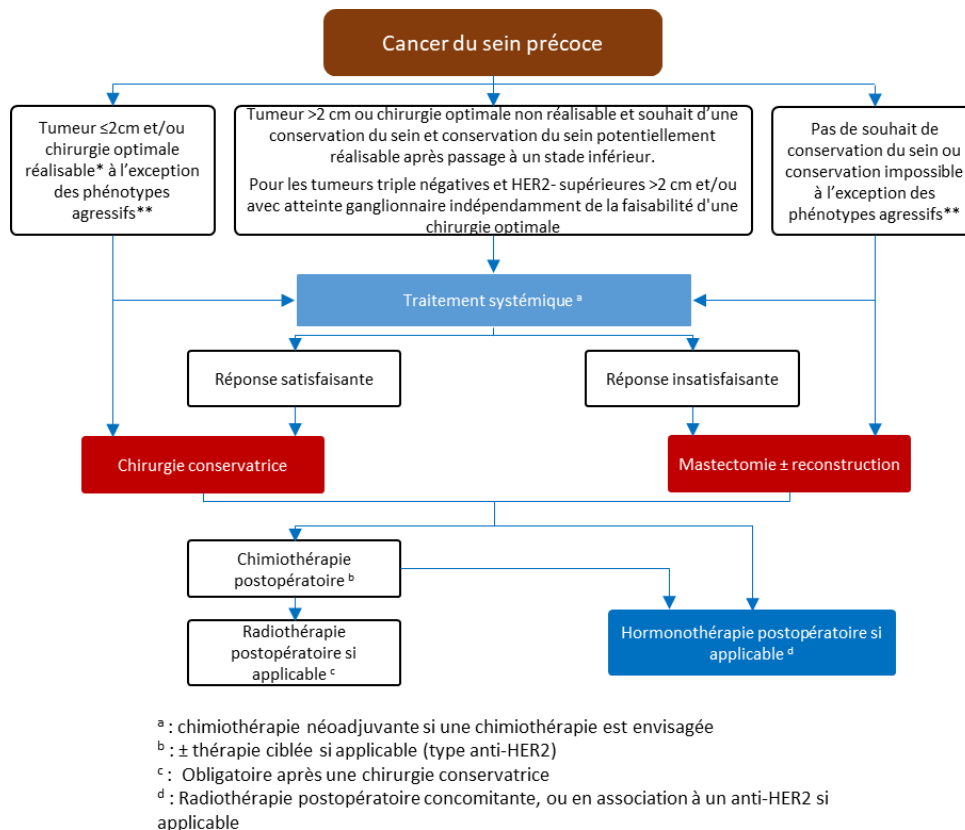 Cancer du sein précoce
Tumeur ≤2cm et/ou
chirurgie optimale
réalisable* à l’exception
des phénotypes
agressifs**
Tumeur >2 cm ou chirurgie optimale non réalisable et souhait d’une
conservation du sein et conservation du sein potentiellement
réalisable après passage à un stade inférieur.
Pour les tumeurs triple négatives et HER2- supérieures >2 cm et/ou
avec atteinte ganglionnaire indépendamment de la faisabilité d'une
chirurgie optimale
Pas de souhait de
conservation du sein ou
conservation impossible
à l’exception des
phénotypes agressifs**
Traitement systémique ᵃ
Réponse satisfaisante
Réponse insatisfaisante
Chirurgie conservatrice
Mastectomie ± reconstruction
Chimiothérapie
postopératoire ᵇ
Radiothérapie
postopératoire si
applicable ᶜ
Hormonothérapie postopératoire si
applicable ᵈ
ᵃ : chimiothérapie néoadjuvante si une chimiothérapie est envisagée
ᵇ : ± thérapie ciblée si applicable (type anti-HER2)
ᶜ : Obligatoire après une chirurgie conservatrice
ᵈ : Radiothérapie postopératoire concomitante, ou en association à un anti-HER2 si
applicable